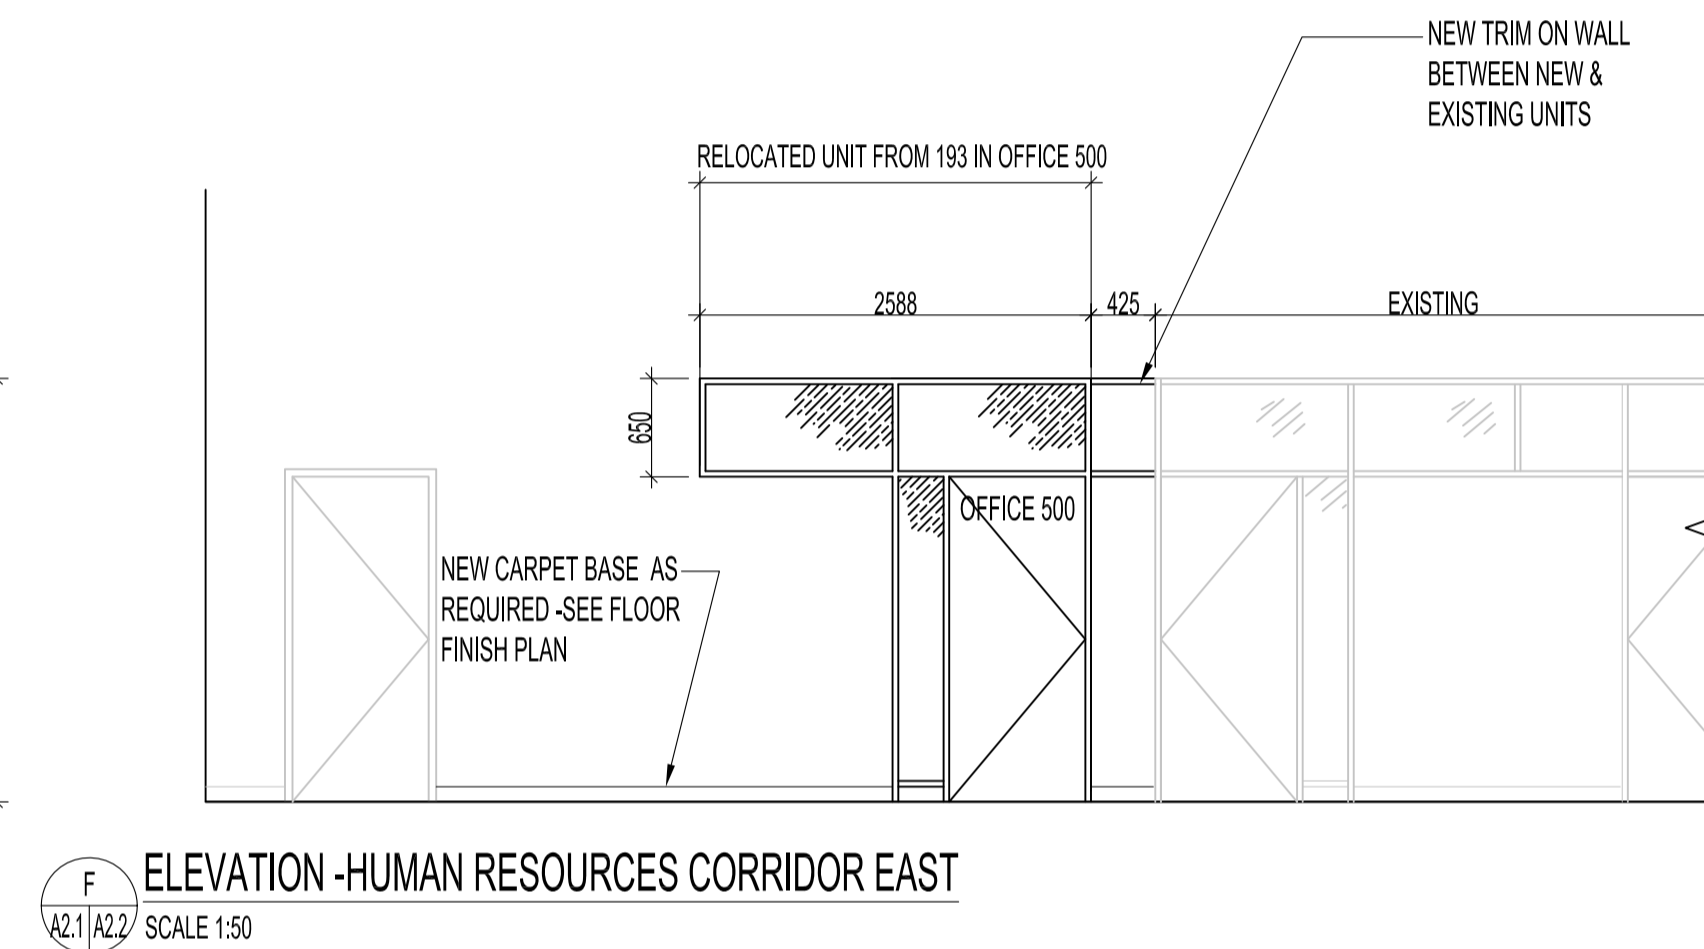 NEW TRIM ON WALL
BETWEEN NEW &
EXISTING UNITS
RELOCATED UNIT FROM 193 IN OFFICE 500
2588
425
EXISTING
650
OFFICE 500
NEW CARPET BASE AS
REQUIRED -SEE FLOOR
FINISH PLAN
F
A2.1 A2.2
ELEVATION -HUMAN RESOURCES CORRIDOR EAST
SCALE 1:50